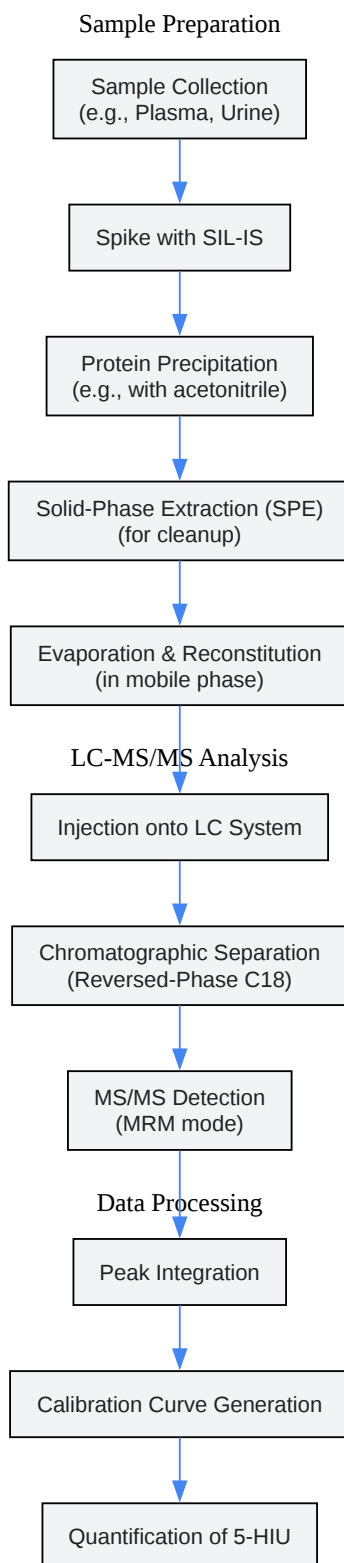 Sample Preparation
Sample Collection
(e.g., Plasma, Urine)
Spike with SIL-IS
Protein Precipitation
(e.g., with acetonitrile)
Solid-Phase Extraction (SPE)
(for cleanup)
Evaporation & Reconstitution
(in mobile phase)
LC-MS/MS Analysis
Injection onto LC System
Chromatographic Separation
(Reversed-Phase C18)
MS/MS Detection
(MRM mode)
Data Processing
Peak Integration
Calibration Curve Generation
Quantification of 5-HIU